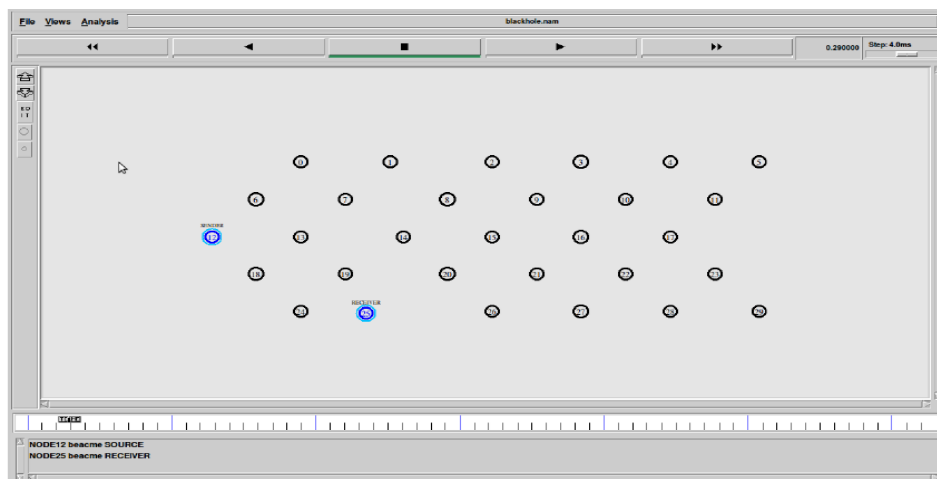 File Views Analysis blackhole.nam
0.290000 Step: 4.0ms
0 1 2 3 4 5
6 7 8 9 10 11
SENDER
12 13 14 15 16 17
18 19 20 21 22 23
RECEIVER
24 25 26 27 28 29
NODE12 beacme SOURCE
NODE25 beacme RECEIVER